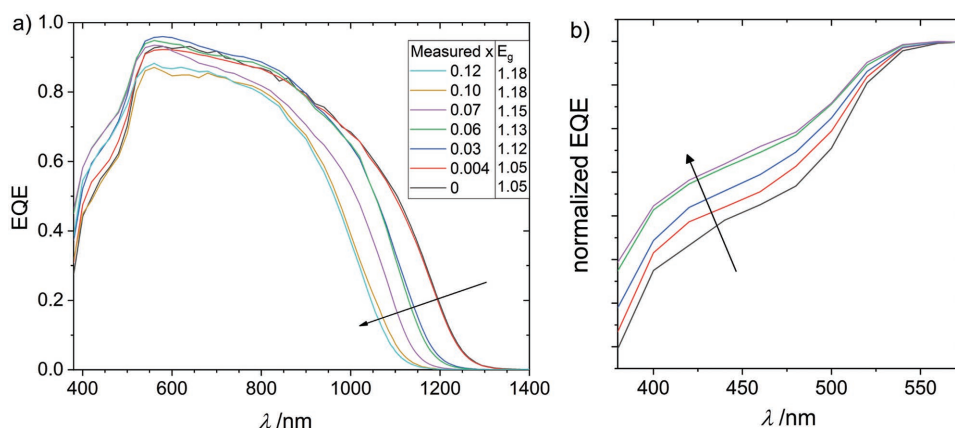 a)
EQE
1.0
0.8
0.6
0.4
0.2
0.0
400 600 800 1000 1200 1400
λ /nm
Measured x Eg
0.12 1.18
0.10 1.18
0.07 1.15
0.06 1.13
0.03 1.12
0.004 1.05
0 1.05
b)
normalized EQE
400 450 500 550
λ /nm